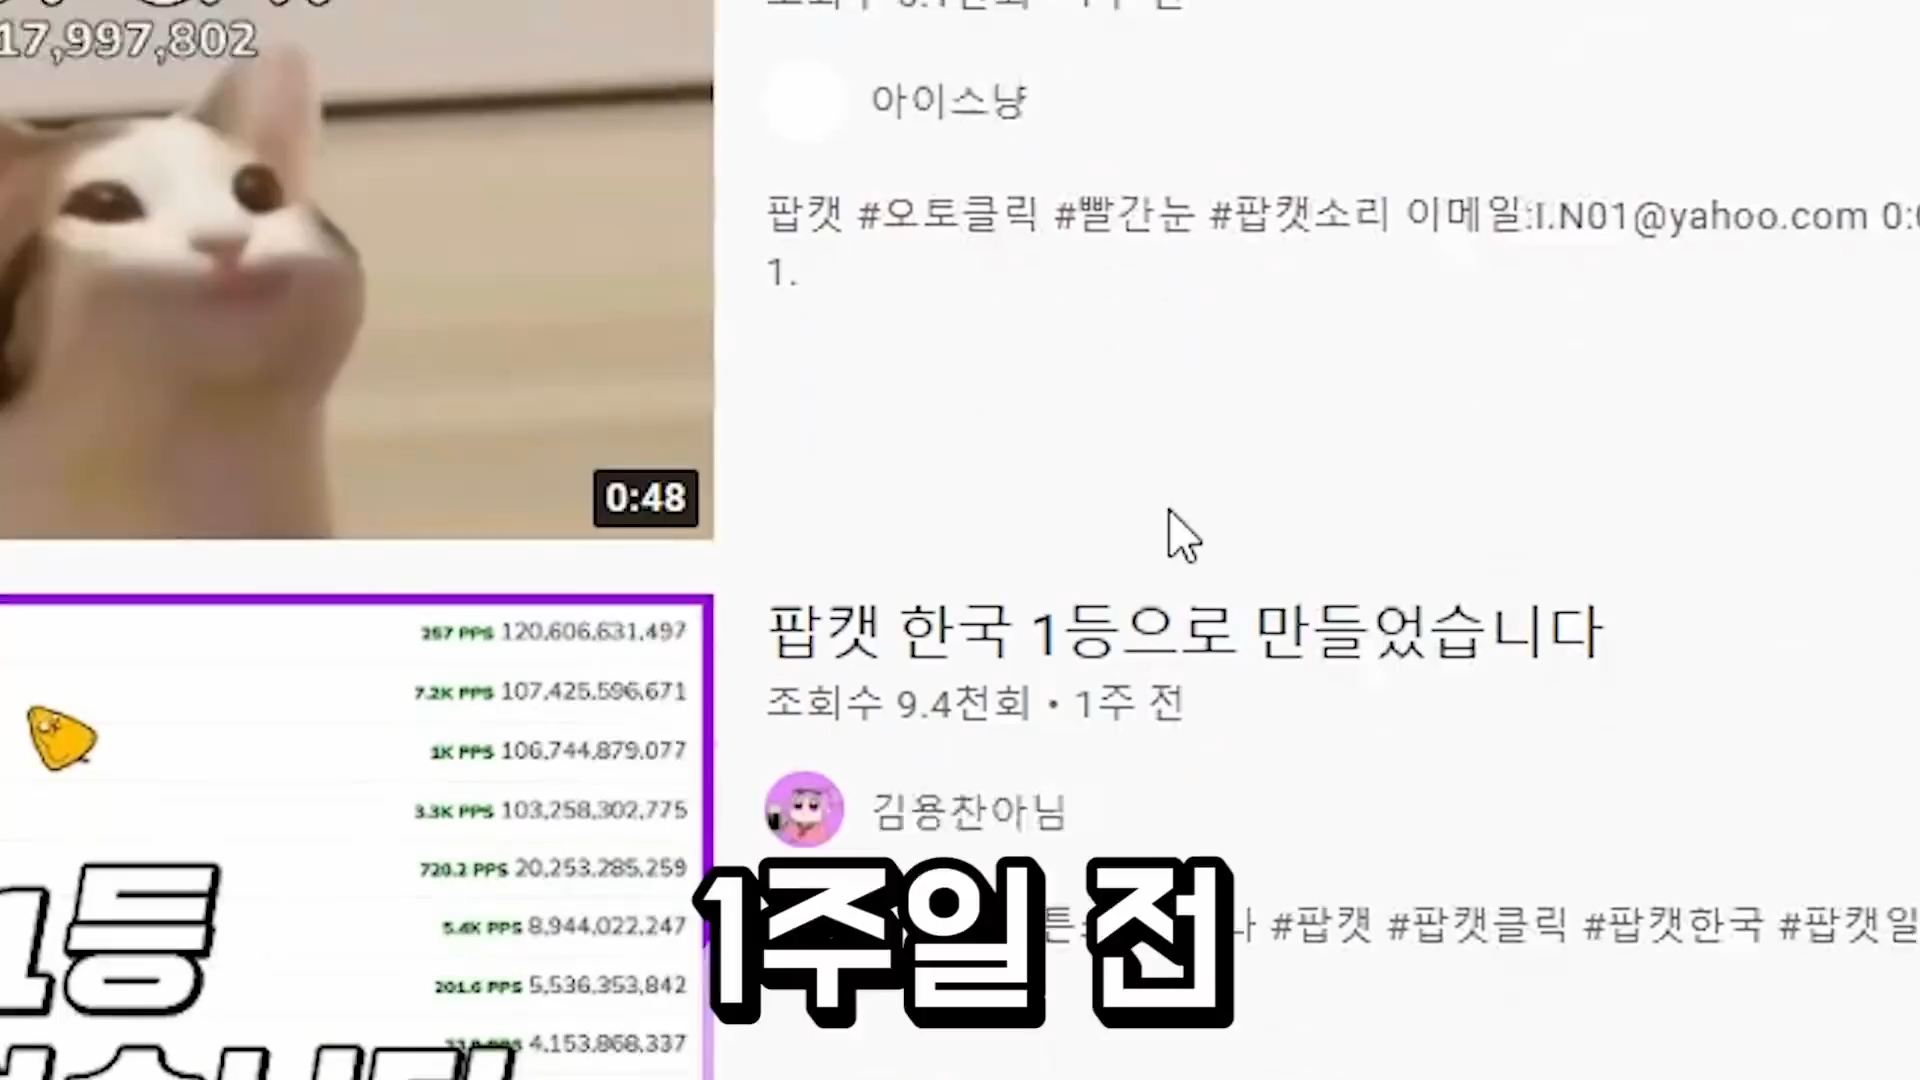 17,997,802
아이스냥
팝캣 #오토클릭 #빨간눈 #팝캣소리 이메일:I.N01@yahoo.com
1.
0:48
팝캣 한국 1등으로 만들었습니다
조회수 9.4천회 • 1주 전
김용찬아님
#팝캣 #팝캣클릭 #팝캣한국 #팝캣일
267 PPS 120,606,631,497
7.2K PPS 107,425,596,671
1K PPS 106,744,879,077
3.3K PPS 103,258,302,775
720.2 PPS 20,253,285,259
5.4K PPS 8,944,022,247
201.6 PPS 5,536,353,842
4,153,868,337
1등
1주일 전